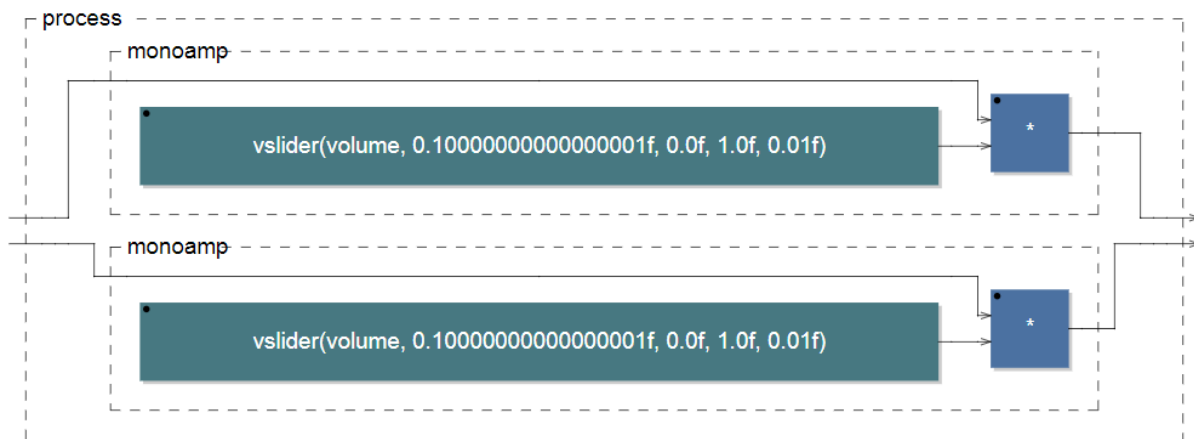 process
monoamp
vslider(volume, 0.10000000000000001f, 0.0f, 1.0f, 0.01f)
*
monoamp
vslider(volume, 0.10000000000000001f, 0.0f, 1.0f, 0.01f)
*